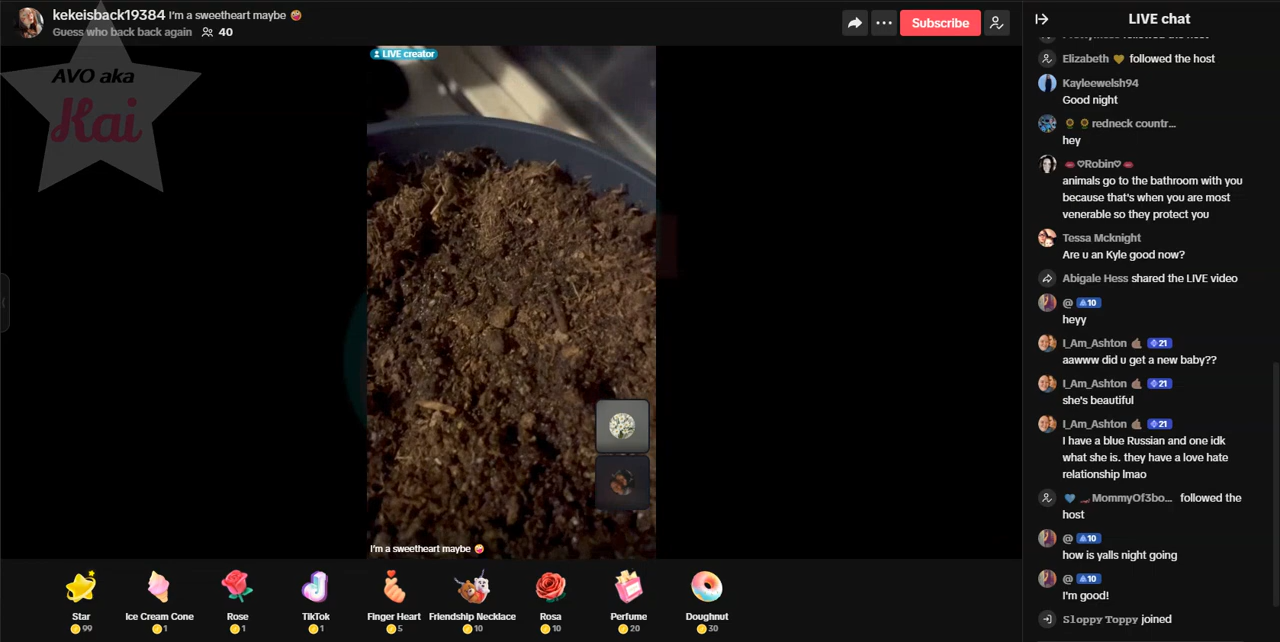 kekeisback19384 I'm a sweetheart maybe 🤪
Guess who back back again 40
Subscribe
LIVE chat
AVO aka
Kai
LIVE creator
I'm a sweetheart maybe 🤪
Star
99
Ice Cream Cone
1
Rose
1
TikTok
1
Finger Heart
5
Friendship Necklace
10
Rosa
10
Perfume
20
Doughnut
30
followed the host
Elizabeth 💛 followed the host
Kayleewelsh94
Good night
🌻🌻redneck countr...
hey
🫦♡Robin♡🫦
animals go to the bathroom with you
because that's when you are most
venerable so they protect you
Tessa Mcknight
Are u an Kyle good now?
Abigale Hess shared the LIVE video
@ 10
heyy
I_Am_Ashton 21
aawww did u get a new baby??
I_Am_Ashton 21
she's beautiful
I_Am_Ashton 21
I have a blue Russian and one idk
what she is. they have a love hate
relationship lmao
MommyOf3bo... followed the
host
@ 10
how is yalls night going
@ 10
I'm good!
Sloppy Toppy joined